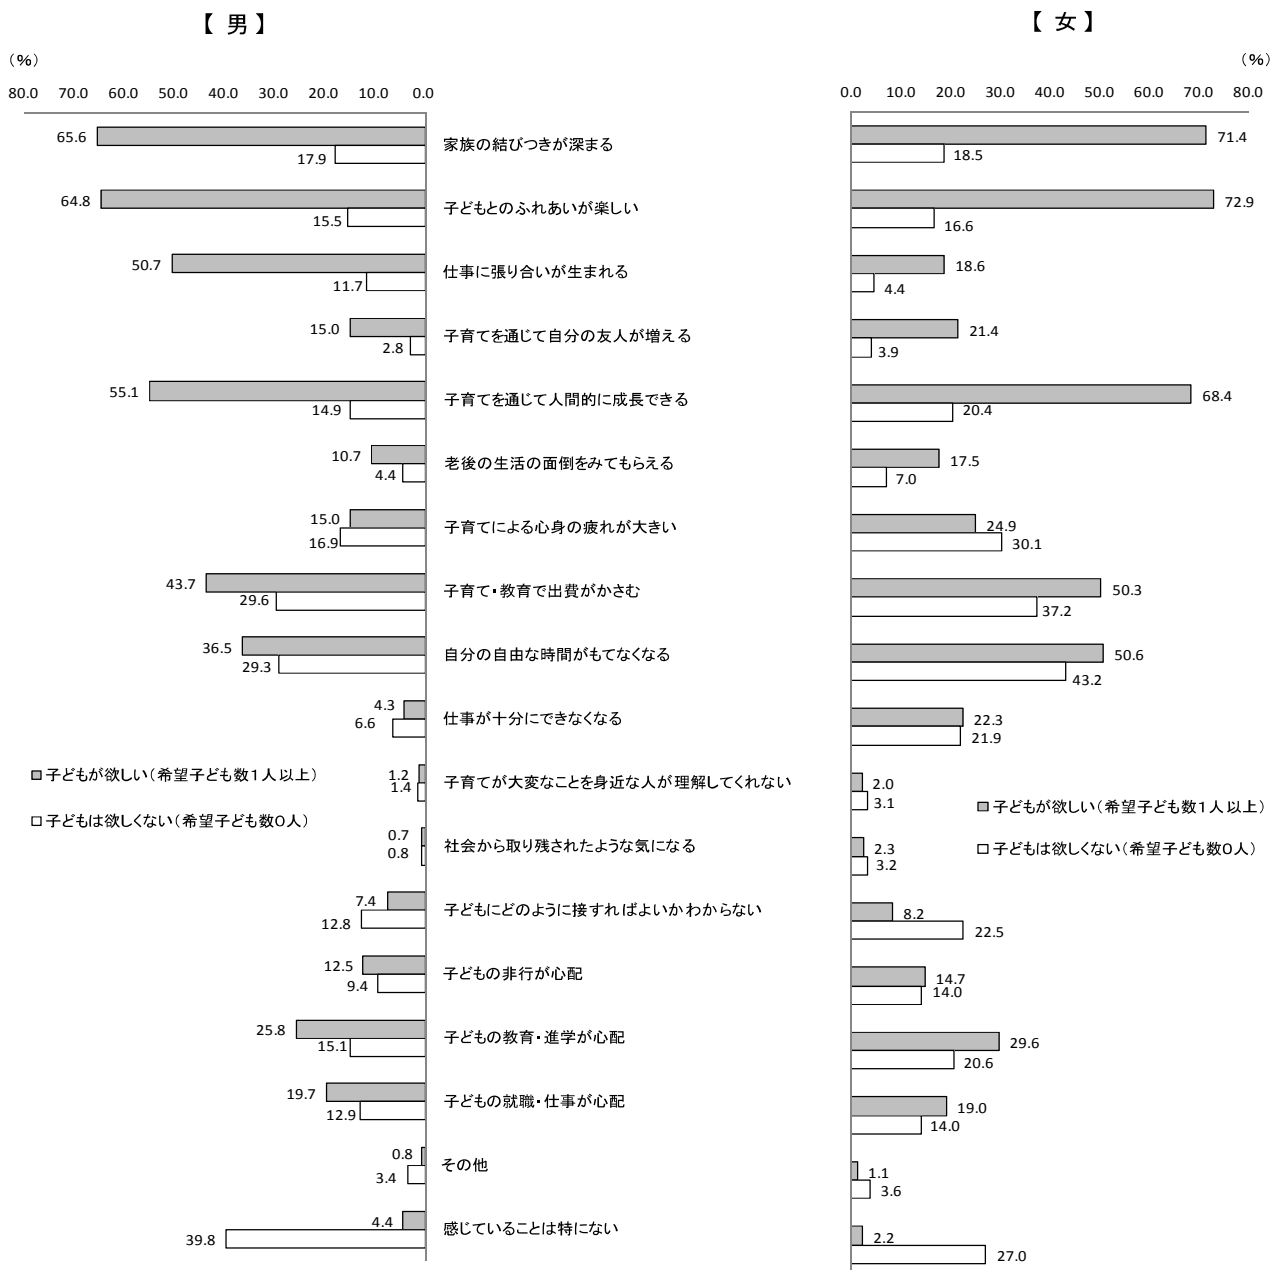 【 男 】
【 女 】
(%)
(%)
80.0 70.0 60.0 50.0 40.0 30.0 20.0 10.0 0.0
0.0 10.0 20.0 30.0 40.0 50.0 60.0 70.0 80.0
65.6 家族の結びつきが深まる 71.4
17.9 18.5
64.8 子どもとのふれあいが楽しい 72.9
15.5 16.6
50.7 仕事に張り合いが生まれる 18.6
11.7 4.4
15.0 子育てを通じて自分の友人が増える 21.4
2.8 3.9
55.1 子育てを通じて人間的に成長できる 68.4
14.9 20.4
10.7 老後の生活の面倒をみてもらえる 17.5
4.4 7.0
15.0 子育てによる心身の疲れが大きい 24.9
16.9 30.1
43.7 子育て・教育で出費がかさむ 50.3
29.6 37.2
36.5 自分の自由な時間がもてなくなる 50.6
29.3 43.2
4.3 仕事が十分にできなくなる 22.3
6.6 21.9
子どもが欲しい(希望子ども数1人以上)
1.2 子育てが大変なことを身近な人が理解してくれない 2.0
1.4 3.1
子どもが欲しい(希望子ども数1人以上)
子どもは欲しくない(希望子ども数0人)
0.7 社会から取り残されたような気になる 2.3
0.8 3.2
子どもは欲しくない(希望子ども数0人)
7.4 子どもにどのように接すればよいかわからない 8.2
12.8 22.5
12.5 子どもの非行が心配 14.7
9.4 14.0
25.8 子どもの教育・進学が心配 29.6
15.1 20.6
19.7 子どもの就職・仕事が心配 19.0
12.9 14.0
0.8 その他 1.1
3.4 3.6
4.4 感じていることは特にない 2.2
39.8 27.0